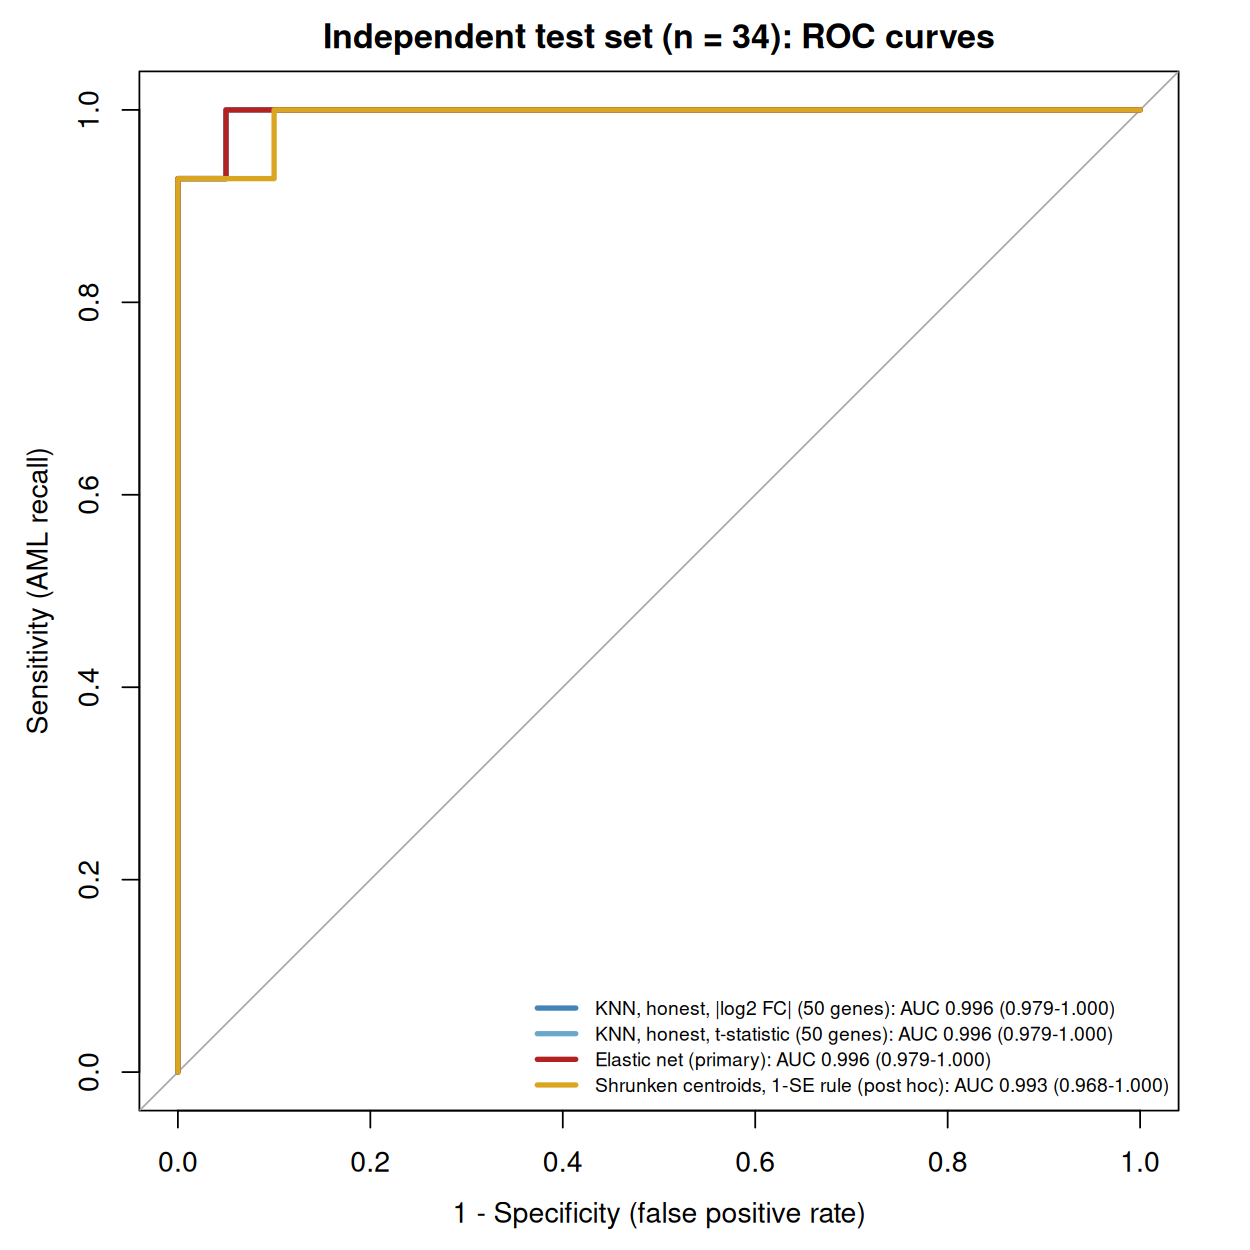 Independent test set (n = 34): ROC curves
1.0
0.8
0.6
0.4
0.2
0.0
Sensitivity (AML recall)
KNN, honest, |log2 FC| (50 genes): AUC 0.996 (0.979-1.000)
KNN, honest, t-statistic (50 genes): AUC 0.996 (0.979-1.000)
Elastic net (primary): AUC 0.996 (0.979-1.000)
Shrunken centroids, 1-SE rule (post hoc): AUC 0.993 (0.968-1.000)
0.0 0.2 0.4 0.6 0.8 1.0
1 - Specificity (false positive rate)